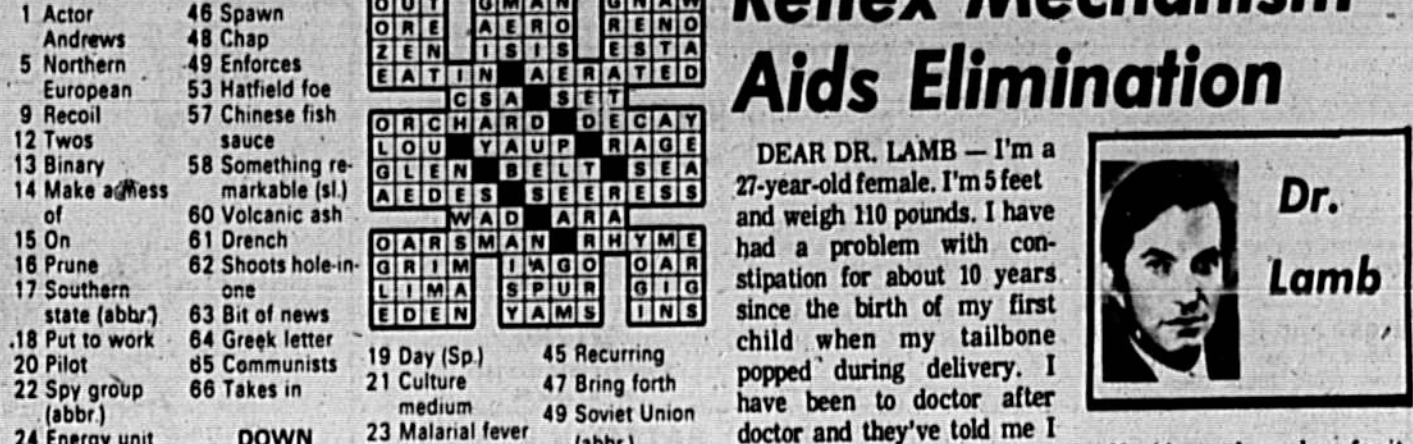 1 Actor
Andrews
5 Northern
European
9 Recoil
12 Twos
13 Binary
14 Make a Mess
of
15 On
16 Prune
17 Southern
state (abbr.)
18 Put to work
20 Pilot
22 Spy group
(abbr.)
24 Energy unit
46 Spawn
48 Chap
49 Enforces
53 Hatfield foe
57 Chinese fish
sauce
58 Something re-
markable (sl.)
60 Volcanic ash
61 Drench
62 Shoots hole-in-
one
63 Bit of news
64 Greek letter
65 Communists
66 Takes in
DOWN
OUT GMAN GNAW
ORE AERO RENO
ZEN ISIS ESTA
EATIN AERATED
CSA SET
ORCHARD DECAY
LOU YAUP RAGE
GLEN BELT SEA
AEDES SEERESS
WAD ARA
OARSMAN RHYME
GRIM IAGO OAR
LIMA SPUR GIG
EDEN YAMS INS
19 Day (Sp.)
21 Culture
medium
23 Malarial fever
45 Recurring
47 Bring forth
49 Soviet Union
(abbr.)
Reflex Mechanism
Aids Elimination
DEAR DR. LAMB — I'm a
27-year-old female. I'm 5 feet
and weigh 110 pounds. I have
had a problem with con-
stipation for about 10 years
since the birth of my first
child when my tailbone
popped during delivery. I
have been to doctor after
doctor and they've told me I
Dr.
Lamb